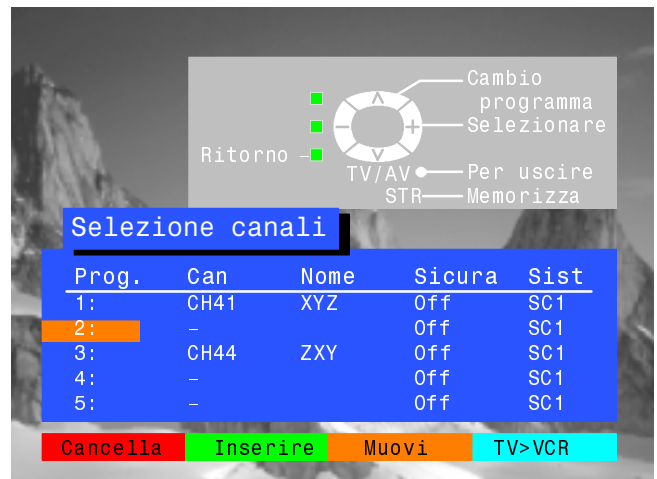 Cambio
programma
Selezionare
Ritorno
TV/AV Per uscire
STR Memorizza
Selezione canali
Prog. Can Nome Sicura Sist
1: CH41 XYZ Off SC1
2: – Off SC1
3: CH44 ZXY Off SC1
4: – Off SC1
5: – Off SC1
Cancella Inserire Muovi TV>VCR